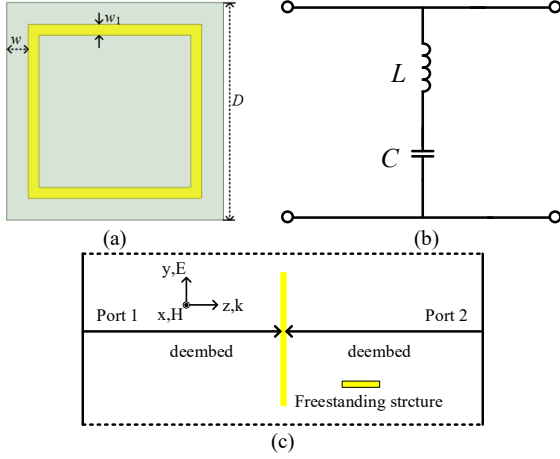 w
w₁
D
(a)
L
C
(b)
y,E
x,H
z,k
Port 1
Port 2
deembed
deembed
Freestanding strcture
(c)